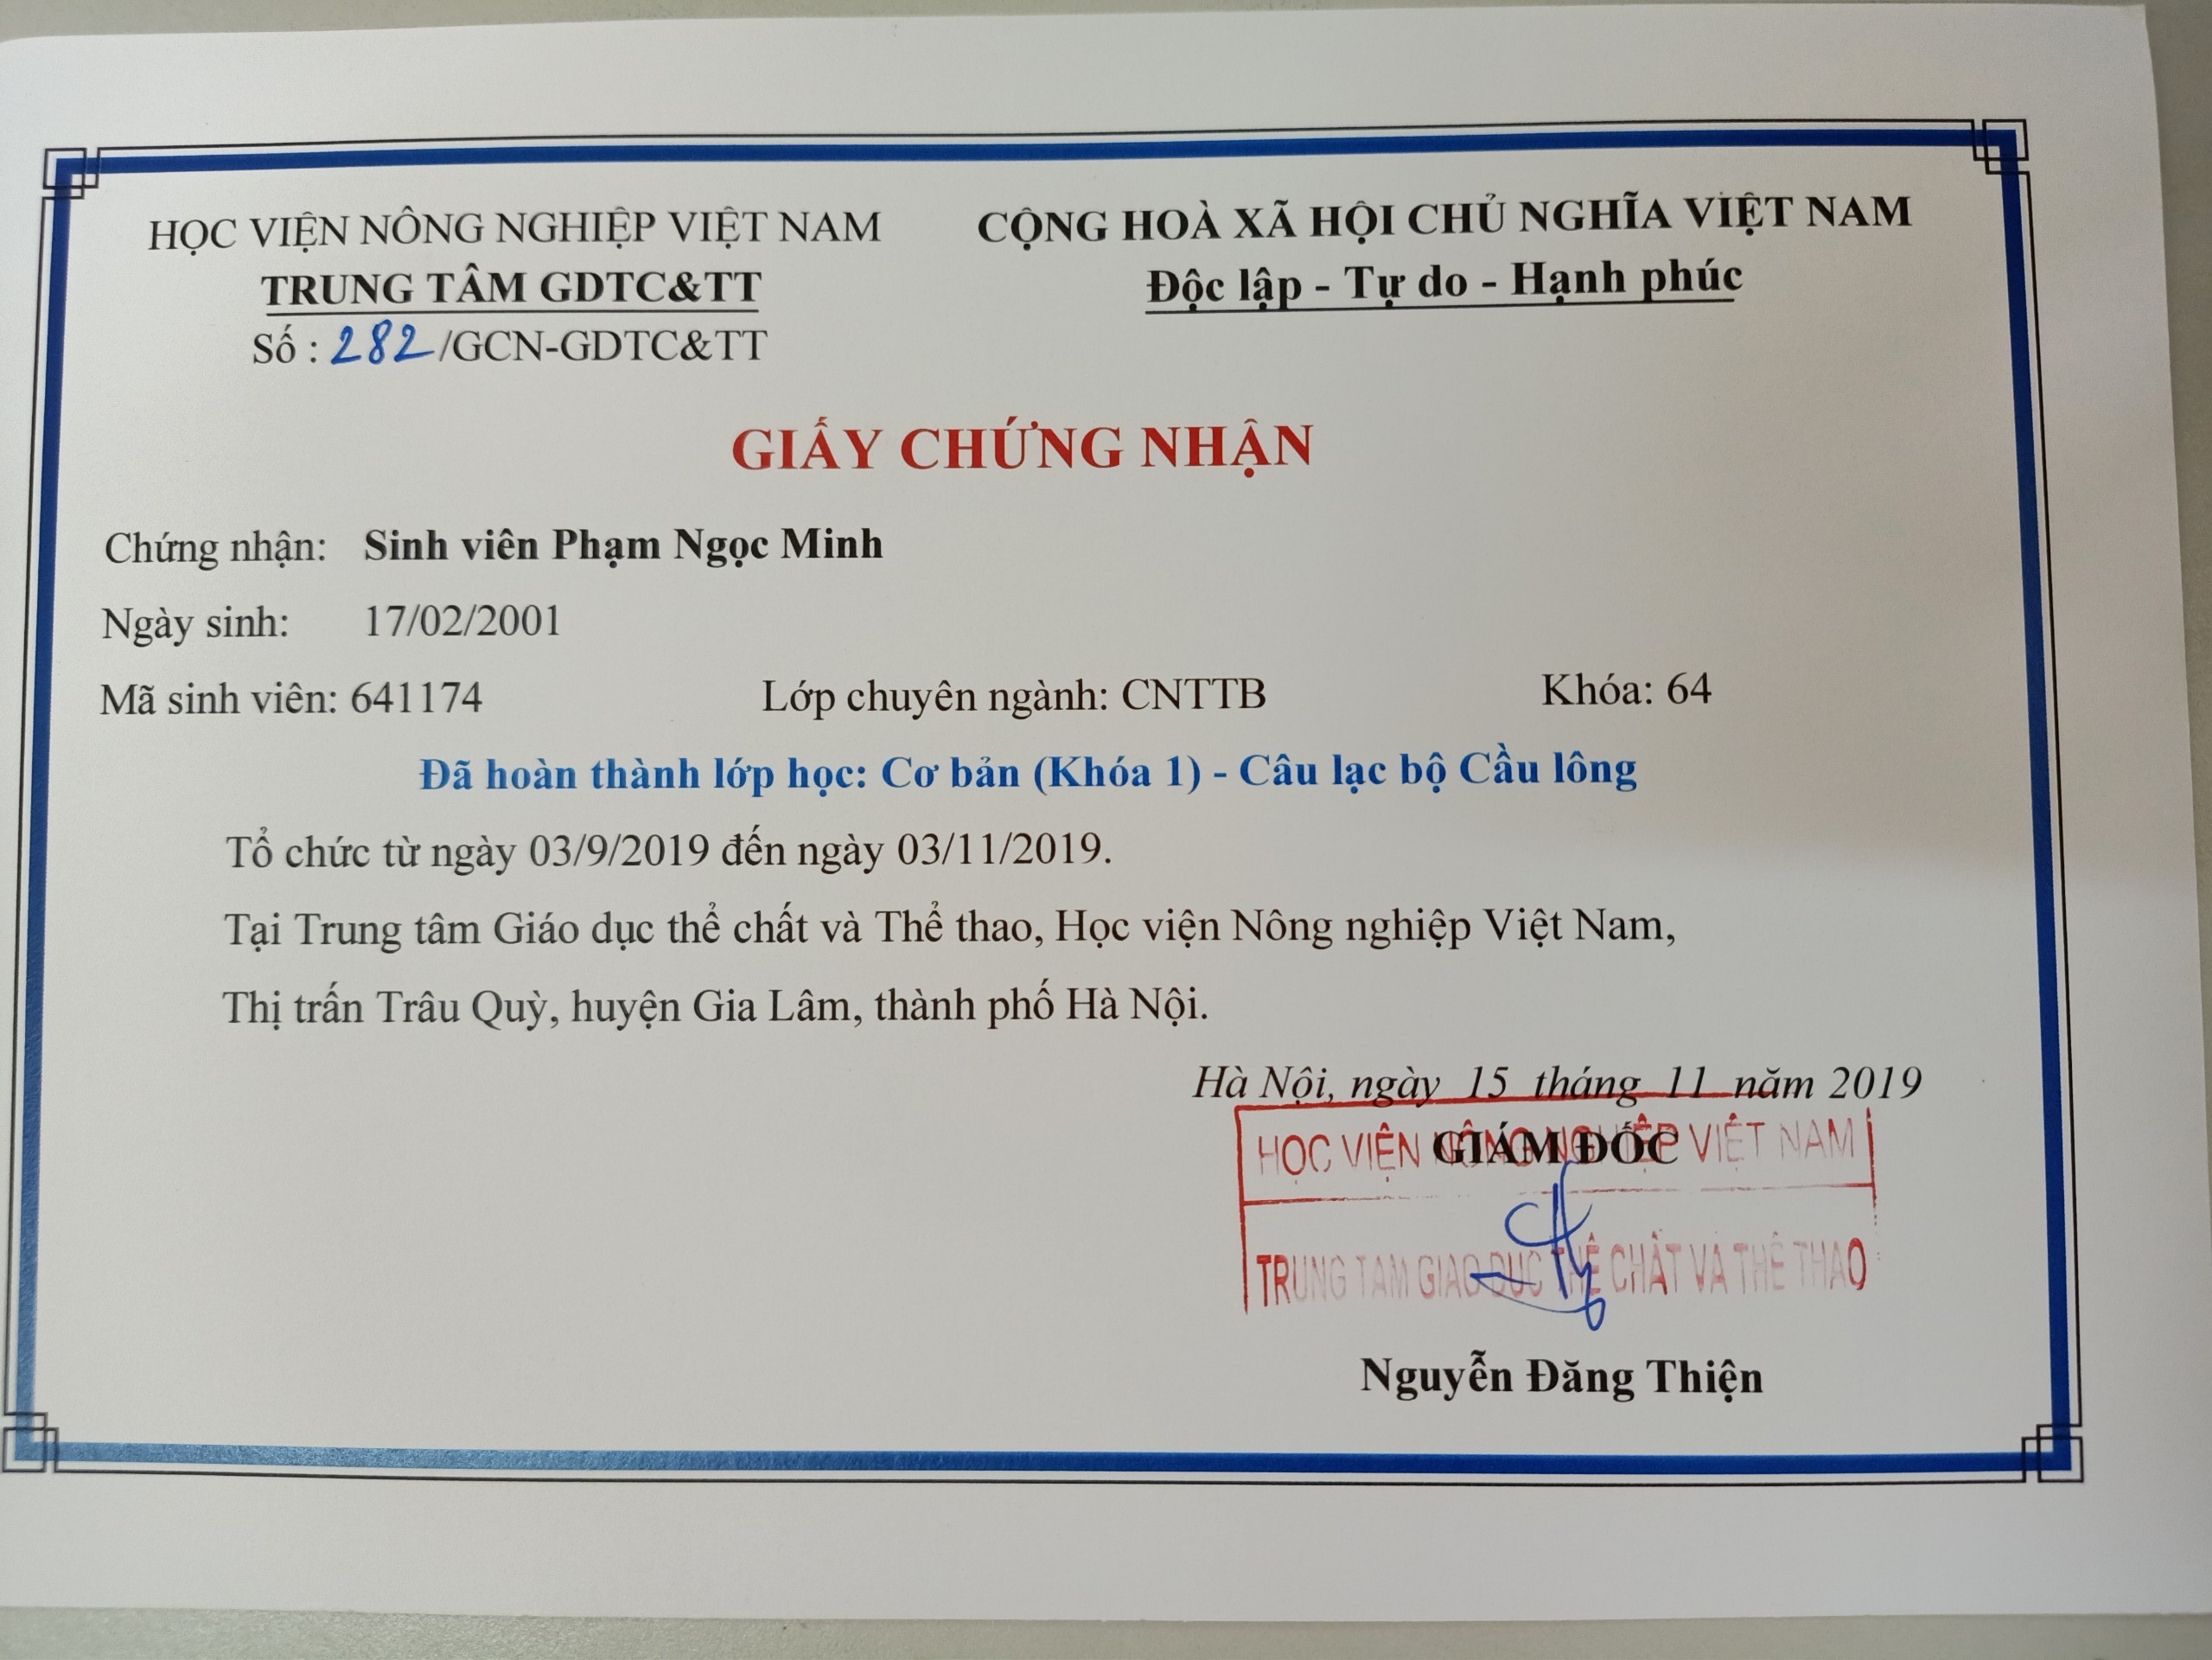 HỌC VIỆN NÔNG NGHIỆP VIỆT NAM
TRUNG TÂM GDTC&TT
Số : 282/GCN-GDTC&TT
CỘNG HOÀ XÃ HỘI CHỦ NGHĨA VIỆT NAM
Độc lập - Tự do - Hạnh phúc
GIẤY CHỨNG NHẬN
Chứng nhận: Sinh viên Phạm Ngọc Minh
Ngày sinh: 17/02/2001
Mã sinh viên: 641174 Lớp chuyên ngành: CNTTB Khóa: 64
Đã hoàn thành lớp học: Cơ bản (Khóa 1) - Câu lạc bộ Cầu lông
Tổ chức từ ngày 03/9/2019 đến ngày 03/11/2019.
Tại Trung tâm Giáo dục thể chất và Thể thao, Học viện Nông nghiệp Việt Nam,
Thị trấn Trâu Quỳ, huyện Gia Lâm, thành phố Hà Nội.
Hà Nội, ngày 15 tháng 11 năm 2019
GIÁM ĐỐC
HỌC VIỆN NÔNG NGHIỆP VIỆT NAM
TRUNG TÂM GIÁO DỤC THỂ CHẤT VÀ THỂ THAO
Nguyễn Đăng Thiện